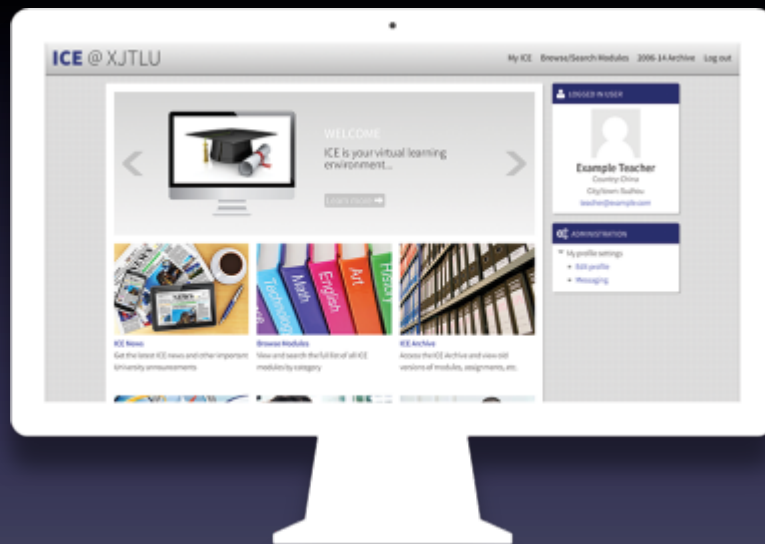 ICE @ XJTLU
My ICE Browse/Search Modules 2006-14 Archive Log out
WELCOME
ICE is your virtual learning
environment...
Learn more
LOGGED IN USER
Example Teacher
Country: China
City/town: Suzhou
teacher@example.com
ADMINISTRATION
My profile settings
Edit profile
Messaging
NEWS
NEWS
Technology
Math
English
Art
History
ICE News
Get the latest ICE news and other important
University announcements
Browse Modules
View and search the full list of all ICE
modules by category
ICE Archive
Access the ICE Archive and view old
versions of modules, assignments, etc.